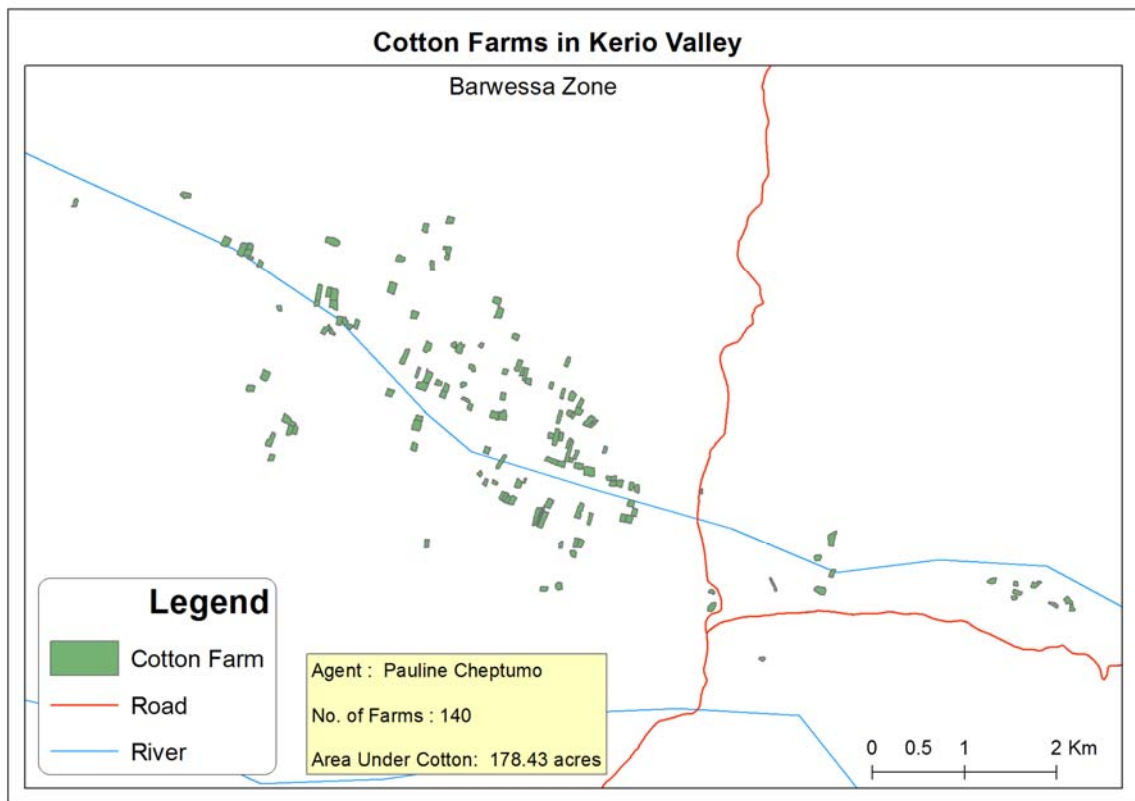 Cotton Farms in Kerio Valley
Barwessa Zone
Legend
Cotton Farm
Road
River
Agent : Pauline Cheptumo
No. of Farms : 140
Area Under Cotton: 178.43 acres
0 0.5 1 2 Km